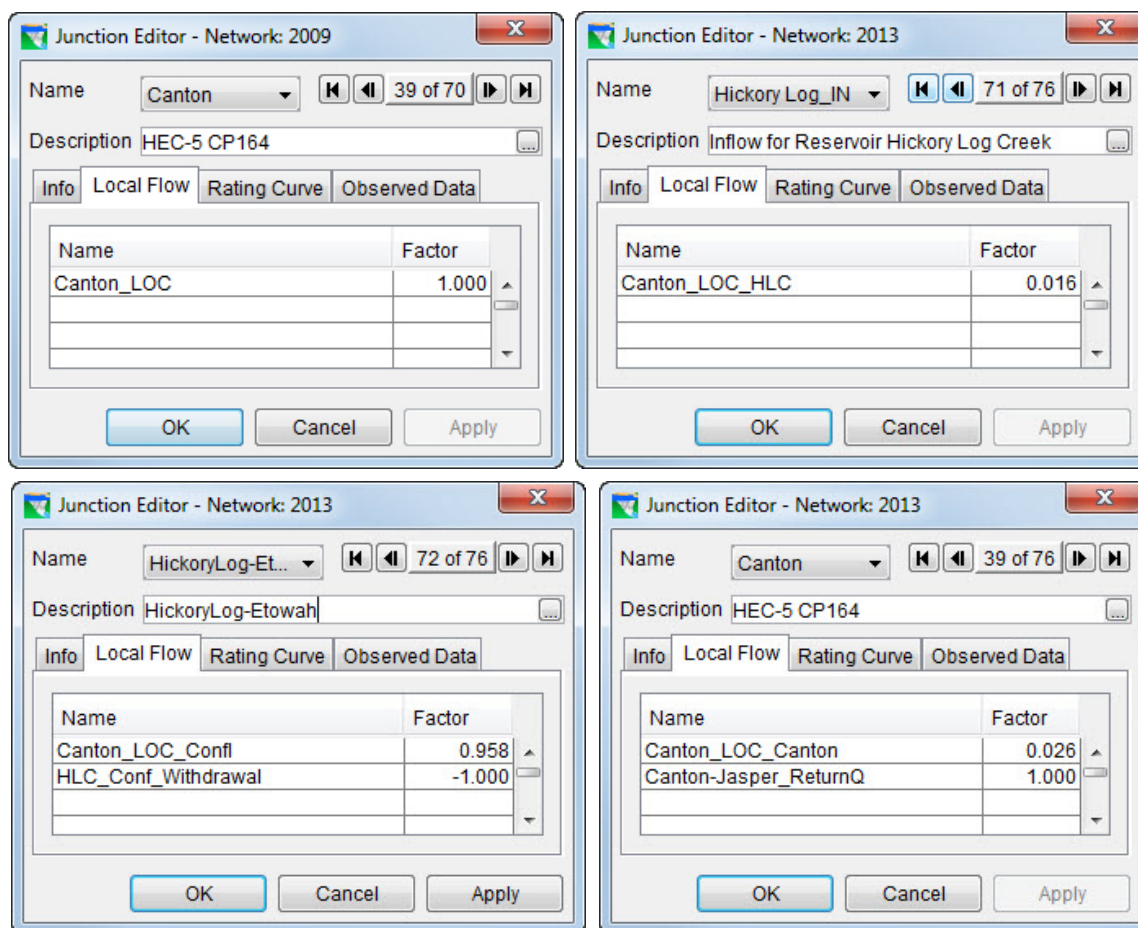 Junction Editor - Network: 2009
Name Canton 39 of 70
Description HEC-5 CP164 ...
Info Local Flow Rating Curve Observed Data
Name Factor
Canton_LOC 1.000
OK Cancel Apply
Junction Editor - Network: 2013
Name Hickory Log_IN 71 of 76
Description Inflow for Reservoir Hickory Log Creek ...
Info Local Flow Rating Curve Observed Data
Name Factor
Canton_LOC_HLC 0.016
OK Cancel Apply
Junction Editor - Network: 2013
Name HickoryLog-Et... 72 of 76
Description HickoryLog-Etowah ...
Info Local Flow Rating Curve Observed Data
Name Factor
Canton_LOC_Confl 0.958
HLC_Conf_Withdrawal -1.000
OK Cancel Apply
Junction Editor - Network: 2013
Name Canton 39 of 76
Description HEC-5 CP164 ...
Info Local Flow Rating Curve Observed Data
Name Factor
Canton_LOC_Canton 0.026
Canton-Jasper_ReturnQ 1.000
OK Cancel Apply